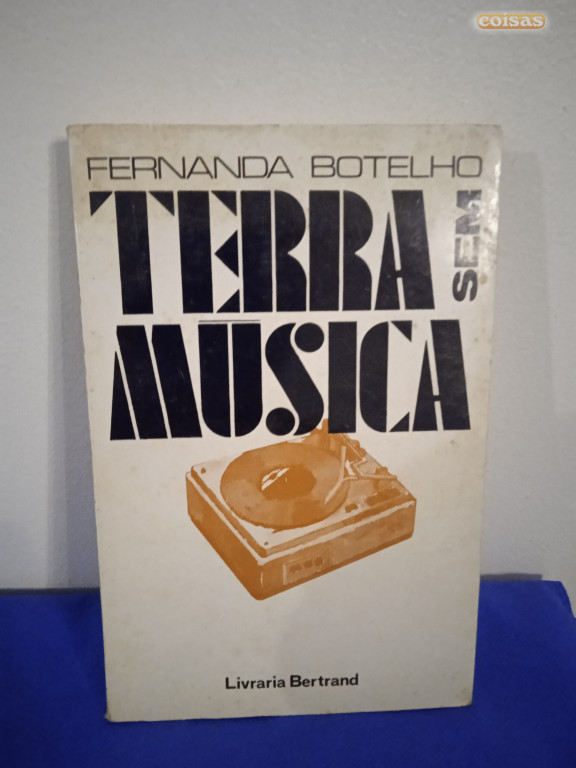 coisas
FERNANDA BOTELHO
TERRA SEM
MÚSICA
Livraria Bertrand